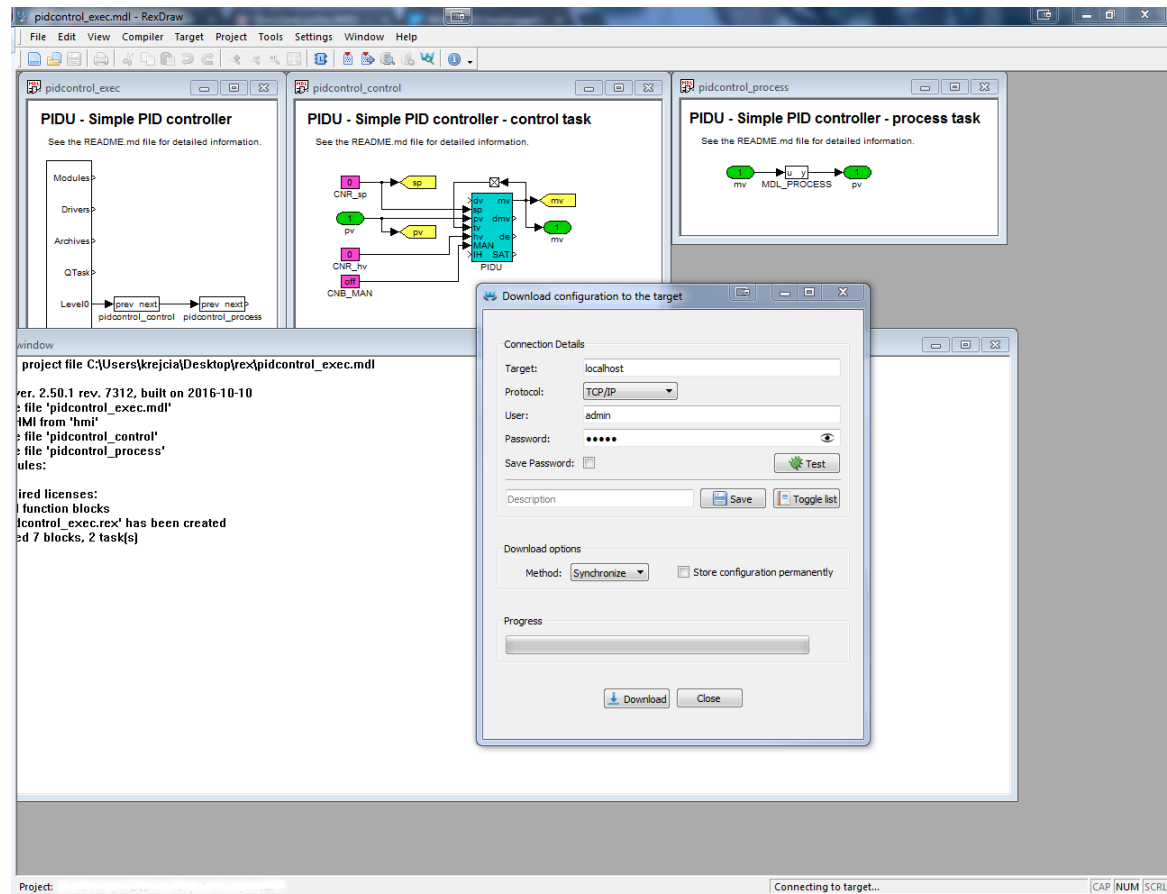 pidcontrol_exec.mdl - RexDraw
File Edit View Compiler Target Project Tools Settings Window Help
pidcontrol_exec
PIDU - Simple PID controller
See the README.md file for detailed information.
Modules
Drivers
Archives
QTask
Level0
prev next
pidcontrol_control
prev next
pidcontrol_process
pidcontrol_control
PIDU - Simple PID controller - control task
See the README.md file for detailed information.
0
CNR_sp
sp
1
pv
pv
0
CNR_hv
off
CNB_MAN
dv mv
sp
pv dmv
tv
hv de
MAN
IH SAT
PIDU
mv
1
mv
pidcontrol_process
PIDU - Simple PID controller - process task
See the README.md file for detailed information.
1
mv
u y
MDL_PROCESS
1
pv
window
project file C:\Users\krejcia\Desktop\rex\pidcontrol_exec.mdl
ver. 2.50.1 rev. 7312, built on 2016-10-10
e file 'pidcontrol_exec.mdl'
HMI from 'hmi'
e file 'pidcontrol_control'
e file 'pidcontrol_process'
ules:
ired licenses:
l function blocks
dcontrol_exec.rex' has been created
ed 7 blocks, 2 task(s)
Download configuration to the target
Connection Details
Target: localhost
Protocol: TCP/IP
User: admin
Password: •••••
Save Password:
Test
Description
Save
Toggle list
Download options
Method: Synchronize
Store configuration permanently
Progress
Download
Close
Project:
Connecting to target...
CAP NUM SCRL